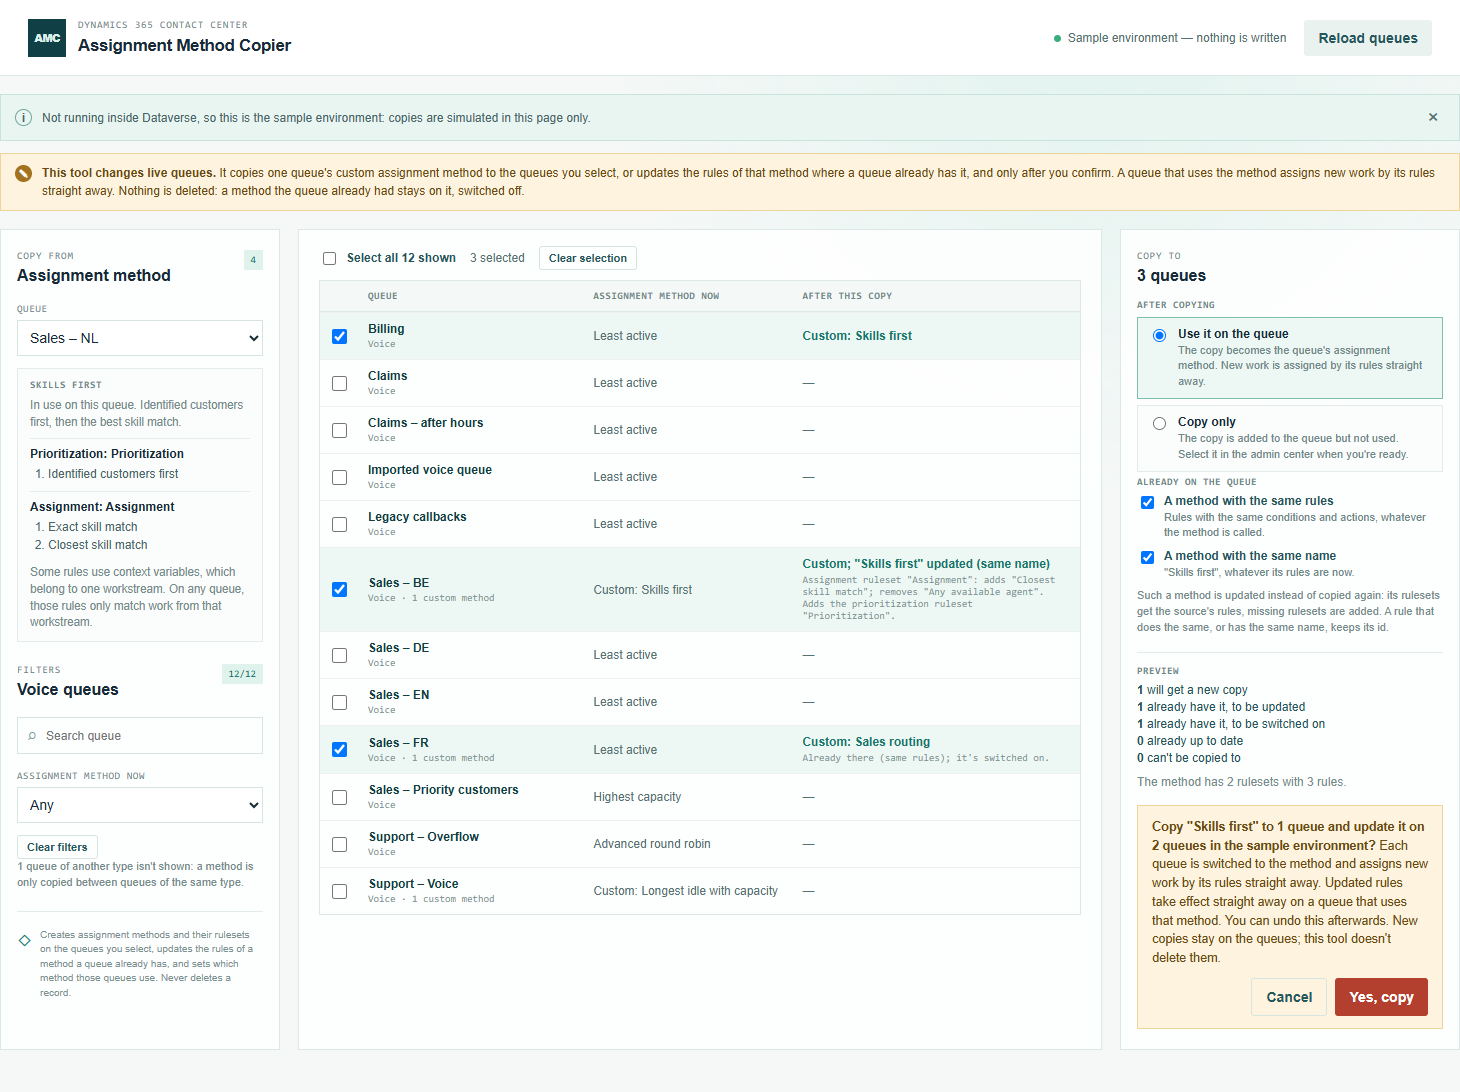 AMC
DYNAMICS 365 CONTACT CENTER
Assignment Method Copier
Sample environment — nothing is written
Reload queues
Not running inside Dataverse, so this is the sample environment: copies are simulated in this page only.
This tool changes live queues. It copies one queue's custom assignment method to the queues you select, or updates the rules of that method where a queue already has it, and only after you confirm. A queue that uses the method assigns new work by its rules
straight away. Nothing is deleted: a method the queue already had stays on it, switched off.
COPY FROM
4
Assignment method
QUEUE
Sales – NL
SKILLS FIRST
In use on this queue. Identified customers
first, then the best skill match.
Prioritization: Prioritization
1. Identified customers first
Assignment: Assignment
1. Exact skill match
2. Closest skill match
Some rules use context variables, which
belong to one workstream. On any queue,
those rules only match work from that
workstream.
FILTERS
12/12
Voice queues
Search queue
ASSIGNMENT METHOD NOW
Any
Clear filters
1 queue of another type isn't shown: a method is
only copied between queues of the same type.
Creates assignment methods and their rulesets
on the queues you select, updates the rules of a
method a queue already has, and sets which
method those queues use. Never deletes a
record.
Select all 12 shown
3 selected
Clear selection
QUEUE
ASSIGNMENT METHOD NOW
AFTER THIS COPY
Billing
Voice
Least active
Custom: Skills first
Claims
Voice
Least active
—
Claims – after hours
Voice
Least active
—
Imported voice queue
Voice
Least active
—
Legacy callbacks
Voice
Least active
—
Sales – BE
Voice · 1 custom method
Custom: Skills first
Custom; "Skills first" updated (same name)
Assignment ruleset "Assignment": adds "Closest
skill match"; removes "Any available agent".
Adds the prioritization ruleset
"Prioritization".
Sales – DE
Voice
Least active
—
Sales – EN
Voice
Least active
—
Sales – FR
Voice · 1 custom method
Least active
Custom: Sales routing
Already there (same rules); it's switched on.
Sales – Priority customers
Voice
Highest capacity
—
Support – Overflow
Voice
Advanced round robin
—
Support – Voice
Voice · 1 custom method
Custom: Longest idle with capacity
—
COPY TO
3 queues
AFTER COPYING
Use it on the queue
The copy becomes the queue's assignment
method. New work is assigned by its rules straight
away.
Copy only
The copy is added to the queue but not used.
Select it in the admin center when you're ready.
ALREADY ON THE QUEUE
A method with the same rules
Rules with the same conditions and actions, whatever
the method is called.
A method with the same name
"Skills first", whatever its rules are now.
Such a method is updated instead of copied again: its rulesets
get the source's rules, missing rulesets are added. A rule that
does the same, or has the same name, keeps its id.
PREVIEW
1 will get a new copy
1 already have it, to be updated
1 already have it, to be switched on
0 already up to date
0 can't be copied to
The method has 2 rulesets with 3 rules.
Copy "Skills first" to 1 queue and update it on
2 queues in the sample environment? Each
queue is switched to the method and assigns new
work by its rules straight away. Updated rules
take effect straight away on a queue that uses
that method. You can undo this afterwards. New
copies stay on the queues; this tool doesn't
delete them.
Cancel
Yes, copy